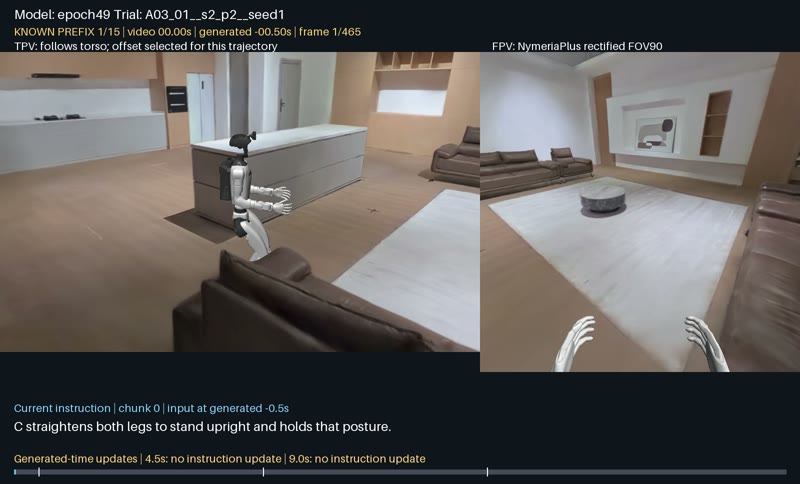 Model: epoch49 Trial: A03_01__s2_p2__seed1
KNOWN PREFIX 1/15 | video 00.00s | generated -00.50s | frame 1/465
TPV: follows torso; offset selected for this trajectory
FPV: NymeriaPlus rectified FOV90
Current instruction | chunk 0 | input at generated -0.5s
C straightens both legs to stand upright and holds that posture.
Generated-time updates | 4.5s: no instruction update | 9.0s: no instruction update